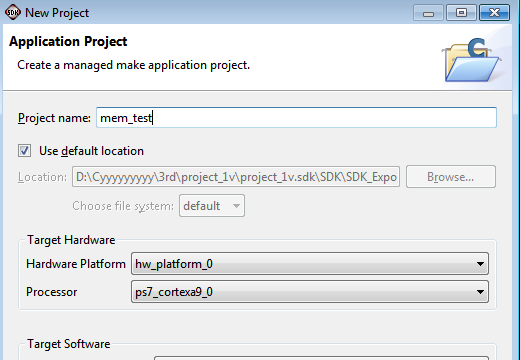 SDK New Project
Application Project
Create a managed make application project.
C
Project name: mem_test
Use default location
Location: D:\Cyyyyyyyyy\3rd\project_1v\project_1v.sdk\SDK\SDK_Expo Browse...
Choose file system: default
Target Hardware
Hardware Platform hw_platform_0
Processor ps7_cortexa9_0
Target Software